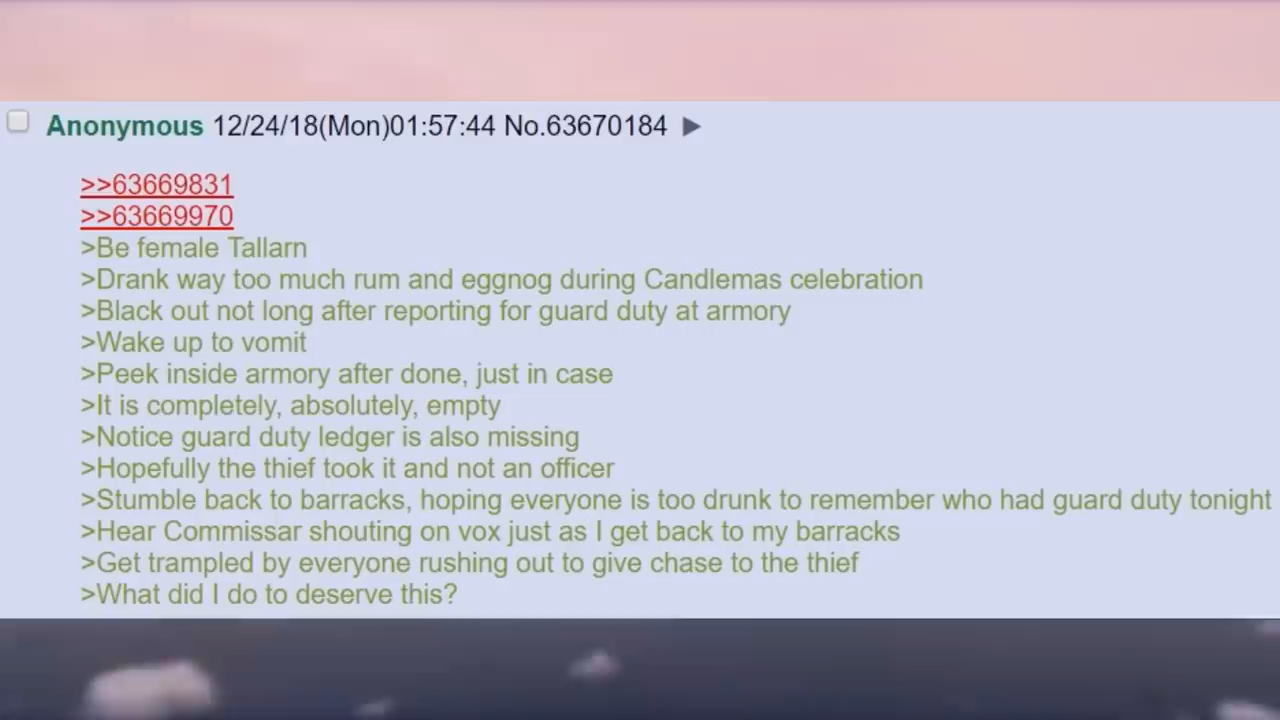 Anonymous 12/24/18(Mon)01:57:44 No.63670184 ▶
>>63669831
>>63669970
>Be female Tallarn
>Drank way too much rum and eggnog during Candlemas celebration
>Black out not long after reporting for guard duty at armory
>Wake up to vomit
>Peek inside armory after done, just in case
>It is completely, absolutely, empty
>Notice guard duty ledger is also missing
>Hopefully the thief took it and not an officer
>Stumble back to barracks, hoping everyone is too drunk to remember who had guard duty tonight
>Hear Commissar shouting on vox just as I get back to my barracks
>Get trampled by everyone rushing out to give chase to the thief
>What did I do to deserve this?